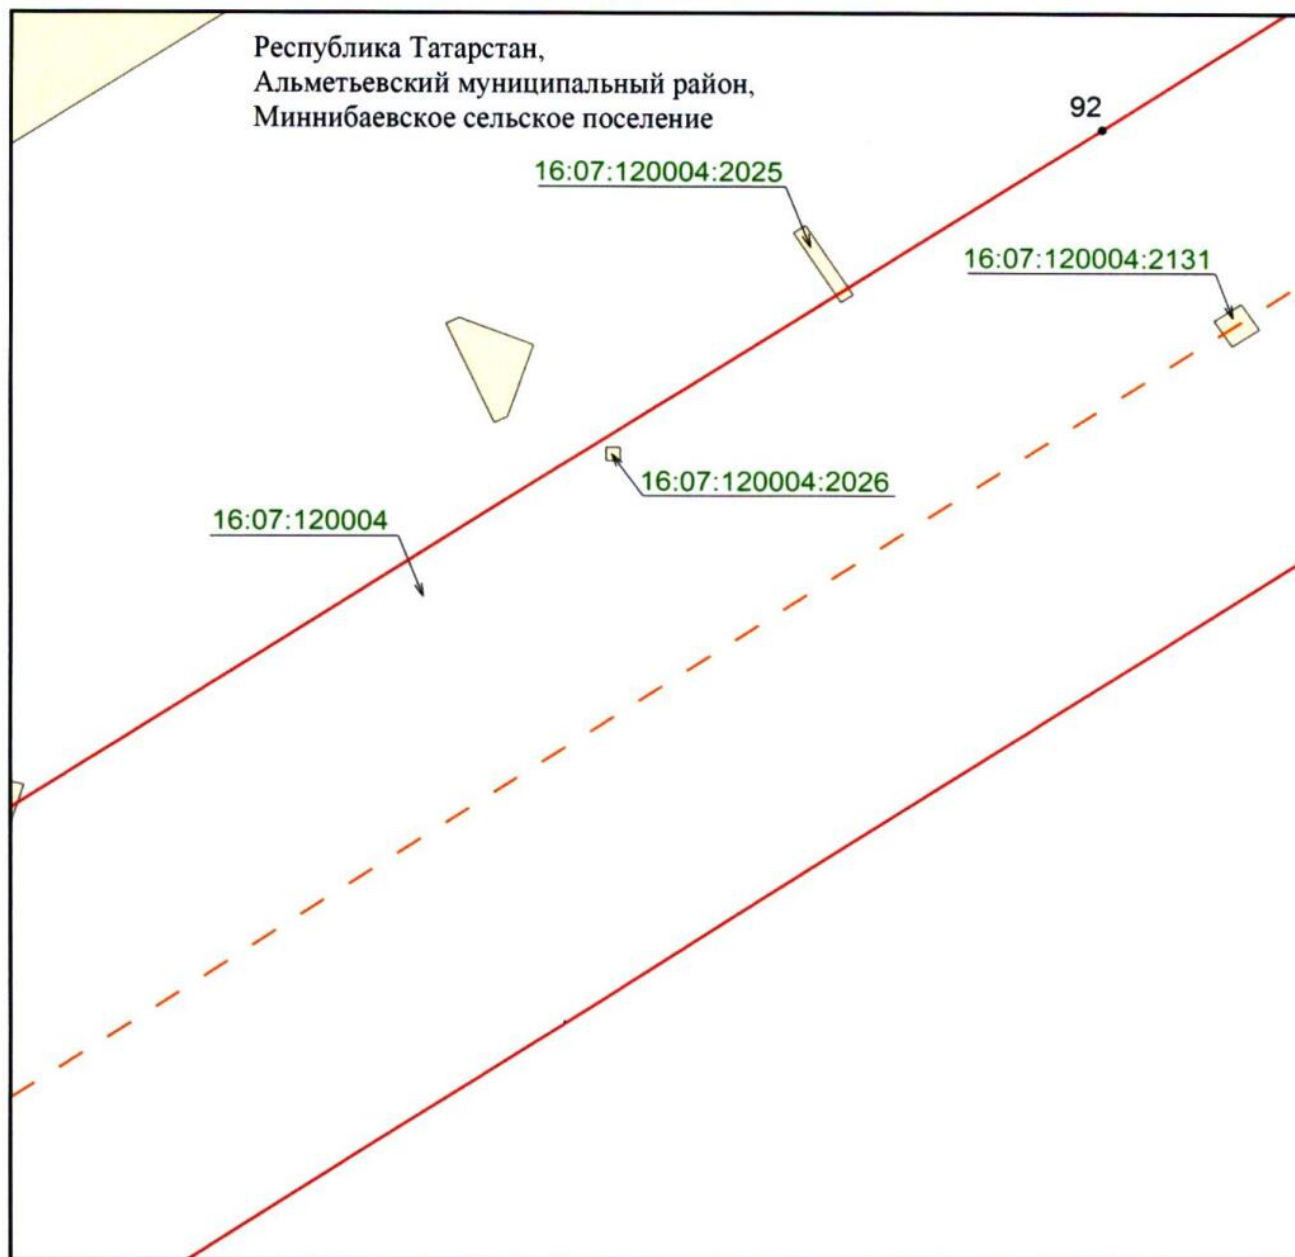 Республика Татарстан,
Альметьевский муниципальный район,
Миннибаевское сельское поселение
92
16:07:120004:2025
16:07:120004:2131
16:07:120004:2026
16:07:120004